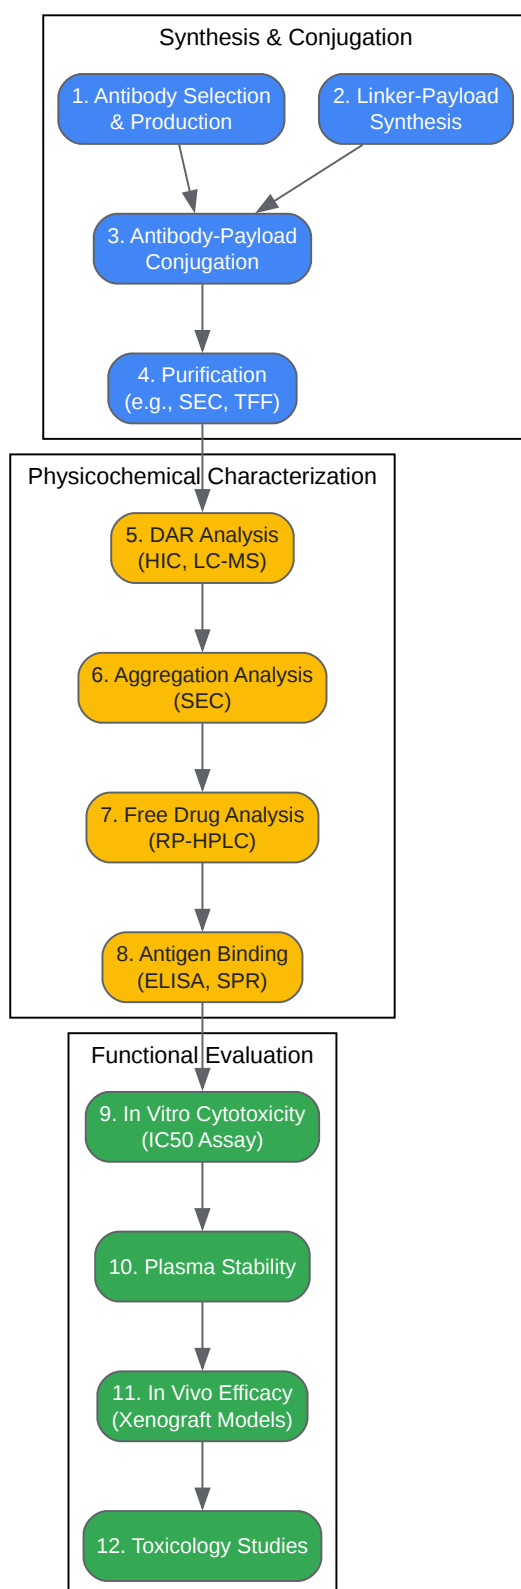 Synthesis & Conjugation
1. Antibody Selection
& Production
2. Linker-Payload
Synthesis
3. Antibody-Payload
Conjugation
4. Purification
(e.g., SEC, TFF)
Physicochemical Characterization
5. DAR Analysis
(HIC, LC-MS)
6. Aggregation Analysis
(SEC)
7. Free Drug Analysis
(RP-HPLC)
8. Antigen Binding
(ELISA, SPR)
Functional Evaluation
9. In Vitro Cytotoxicity
(IC50 Assay)
10. Plasma Stability
11. In Vivo Efficacy
(Xenograft Models)
12. Toxicology Studies